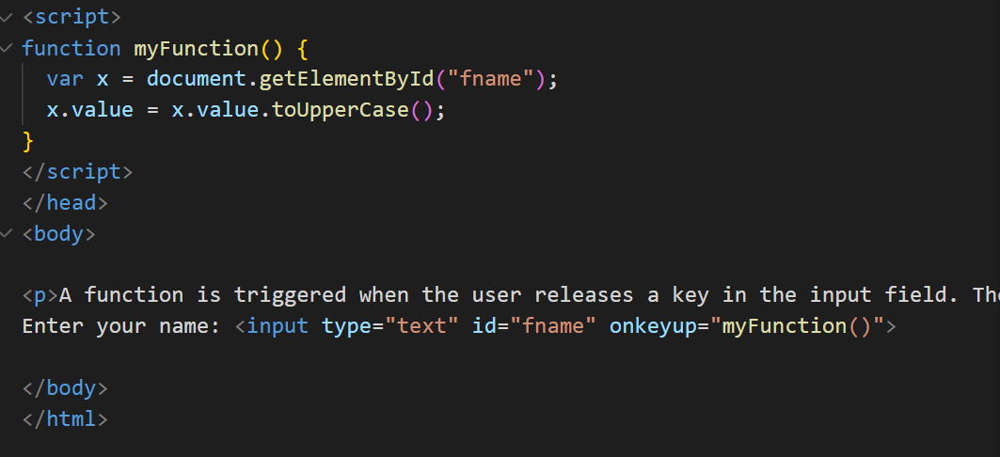 <script>
function myFunction() {
  var x = document.getElementById("fname");
  x.value = x.value.toUpperCase();
}
</script>
</head>
<body>
<p>A function is triggered when the user releases a key in the input field.
Enter your name: <input type="text" id="fname" onkeyup="myFunction()">
</body>
</html>